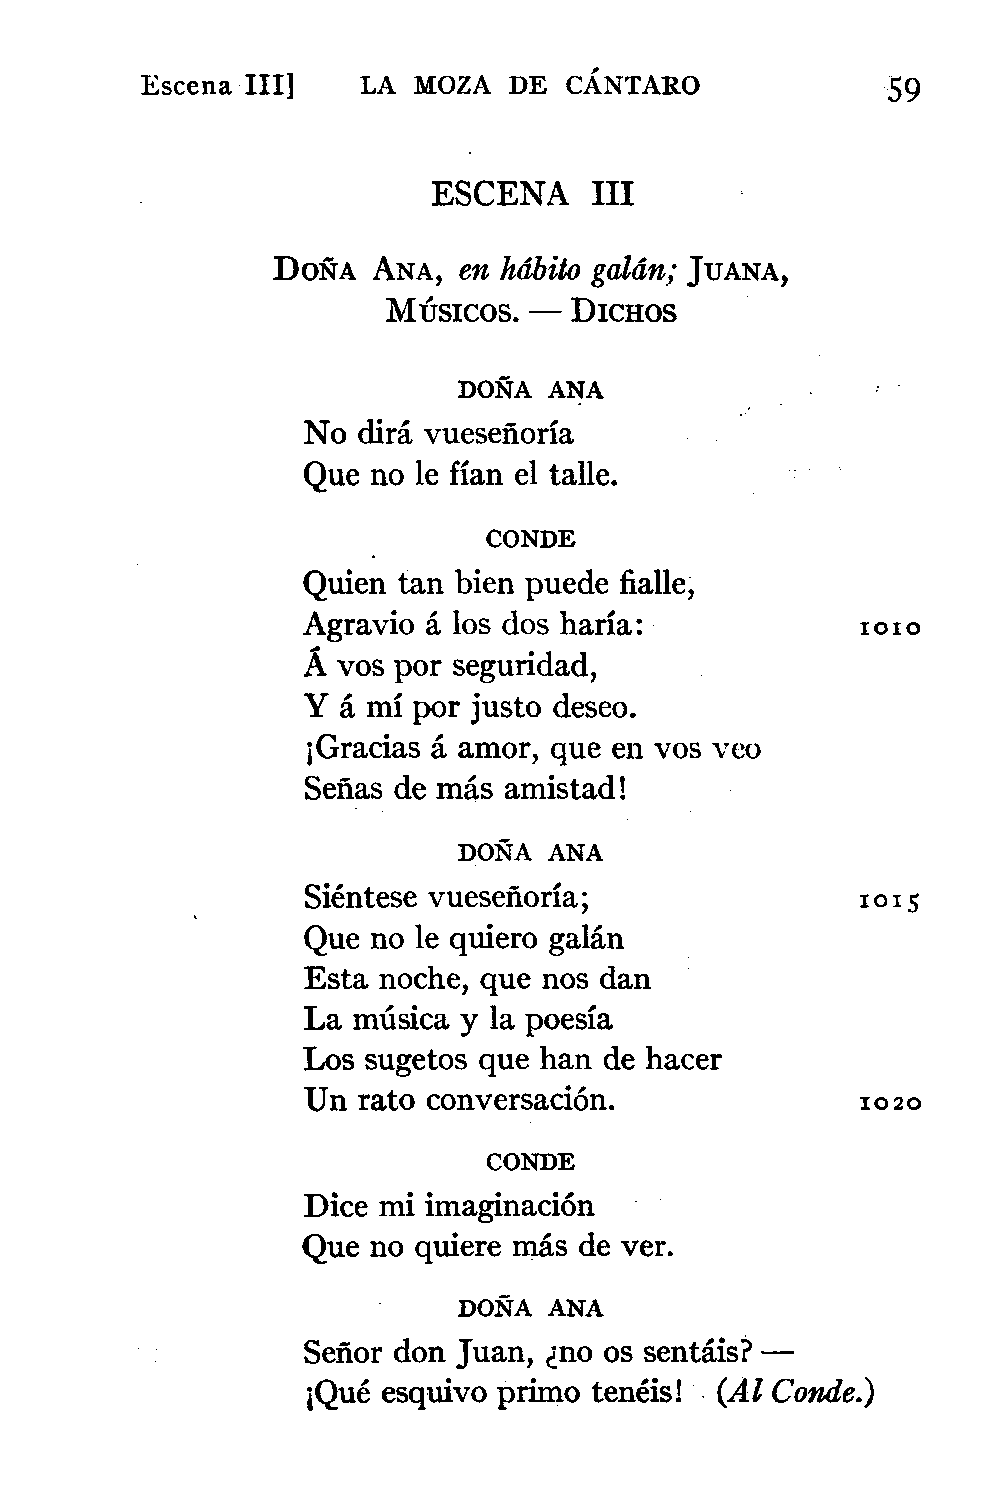 Escena III] LA MOZA DE CÁNTARO 59
ESCENA III
Doña Ana, en hábito galán; Juana,
Músicos. — Dichos
DOÑA ANA
No dirá vueseñoría
Que no le fían el talle.
CONDE
Quien tan bien puede fialle,
Agravio á los dos haría: 1010
Á vos por seguridad,
Y á mí por justo deseo.
¡Gracias á amor, que en vos veo
Señas de más amistad!
DOÑA ANA
Siéntese vueseñoría; 1015
Que no le quiero galán
Esta noche, que nos dan
La música y la poesía
Los sugetos que han de hacer
Un rato conversación. 1020
CONDE
Dice mi imaginación
Que no quiere más de ver.
DOÑA ANA
Señor don Juan, ¿no os sentáis? —
¡Qué esquivo primo tenéis! (Al Conde.)